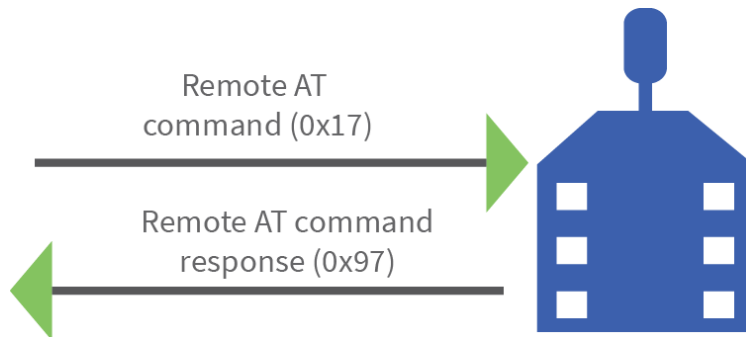 Remote AT
command (0x17)
Remote AT command
response (0x97)